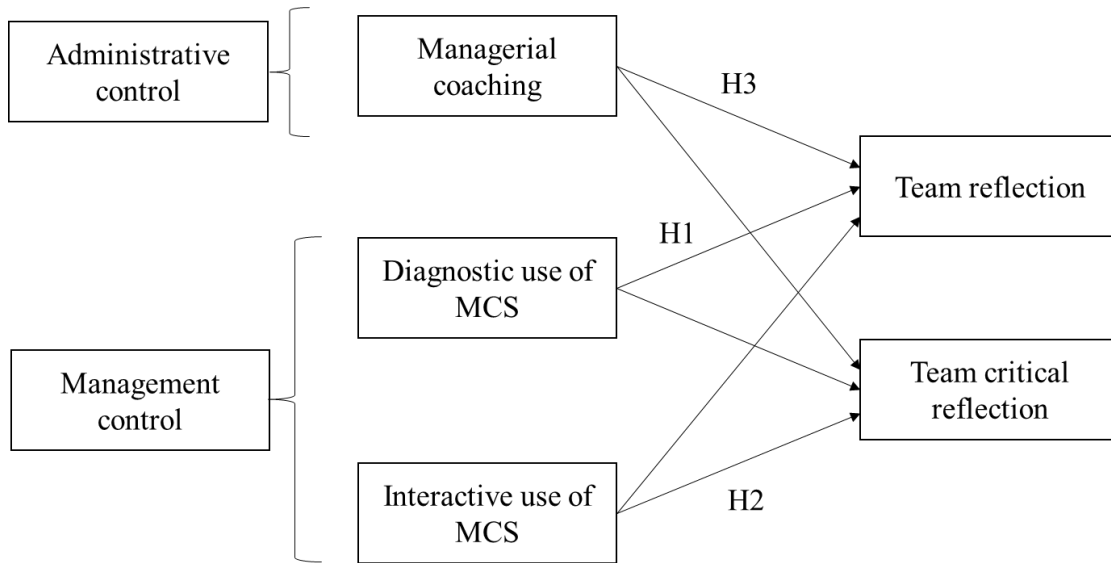 Administrative
control
Managerial
coaching
H3
Team reflection
H1
Diagnostic use of
MCS
Management
control
Team critical
reflection
Interactive use of
MCS
H2